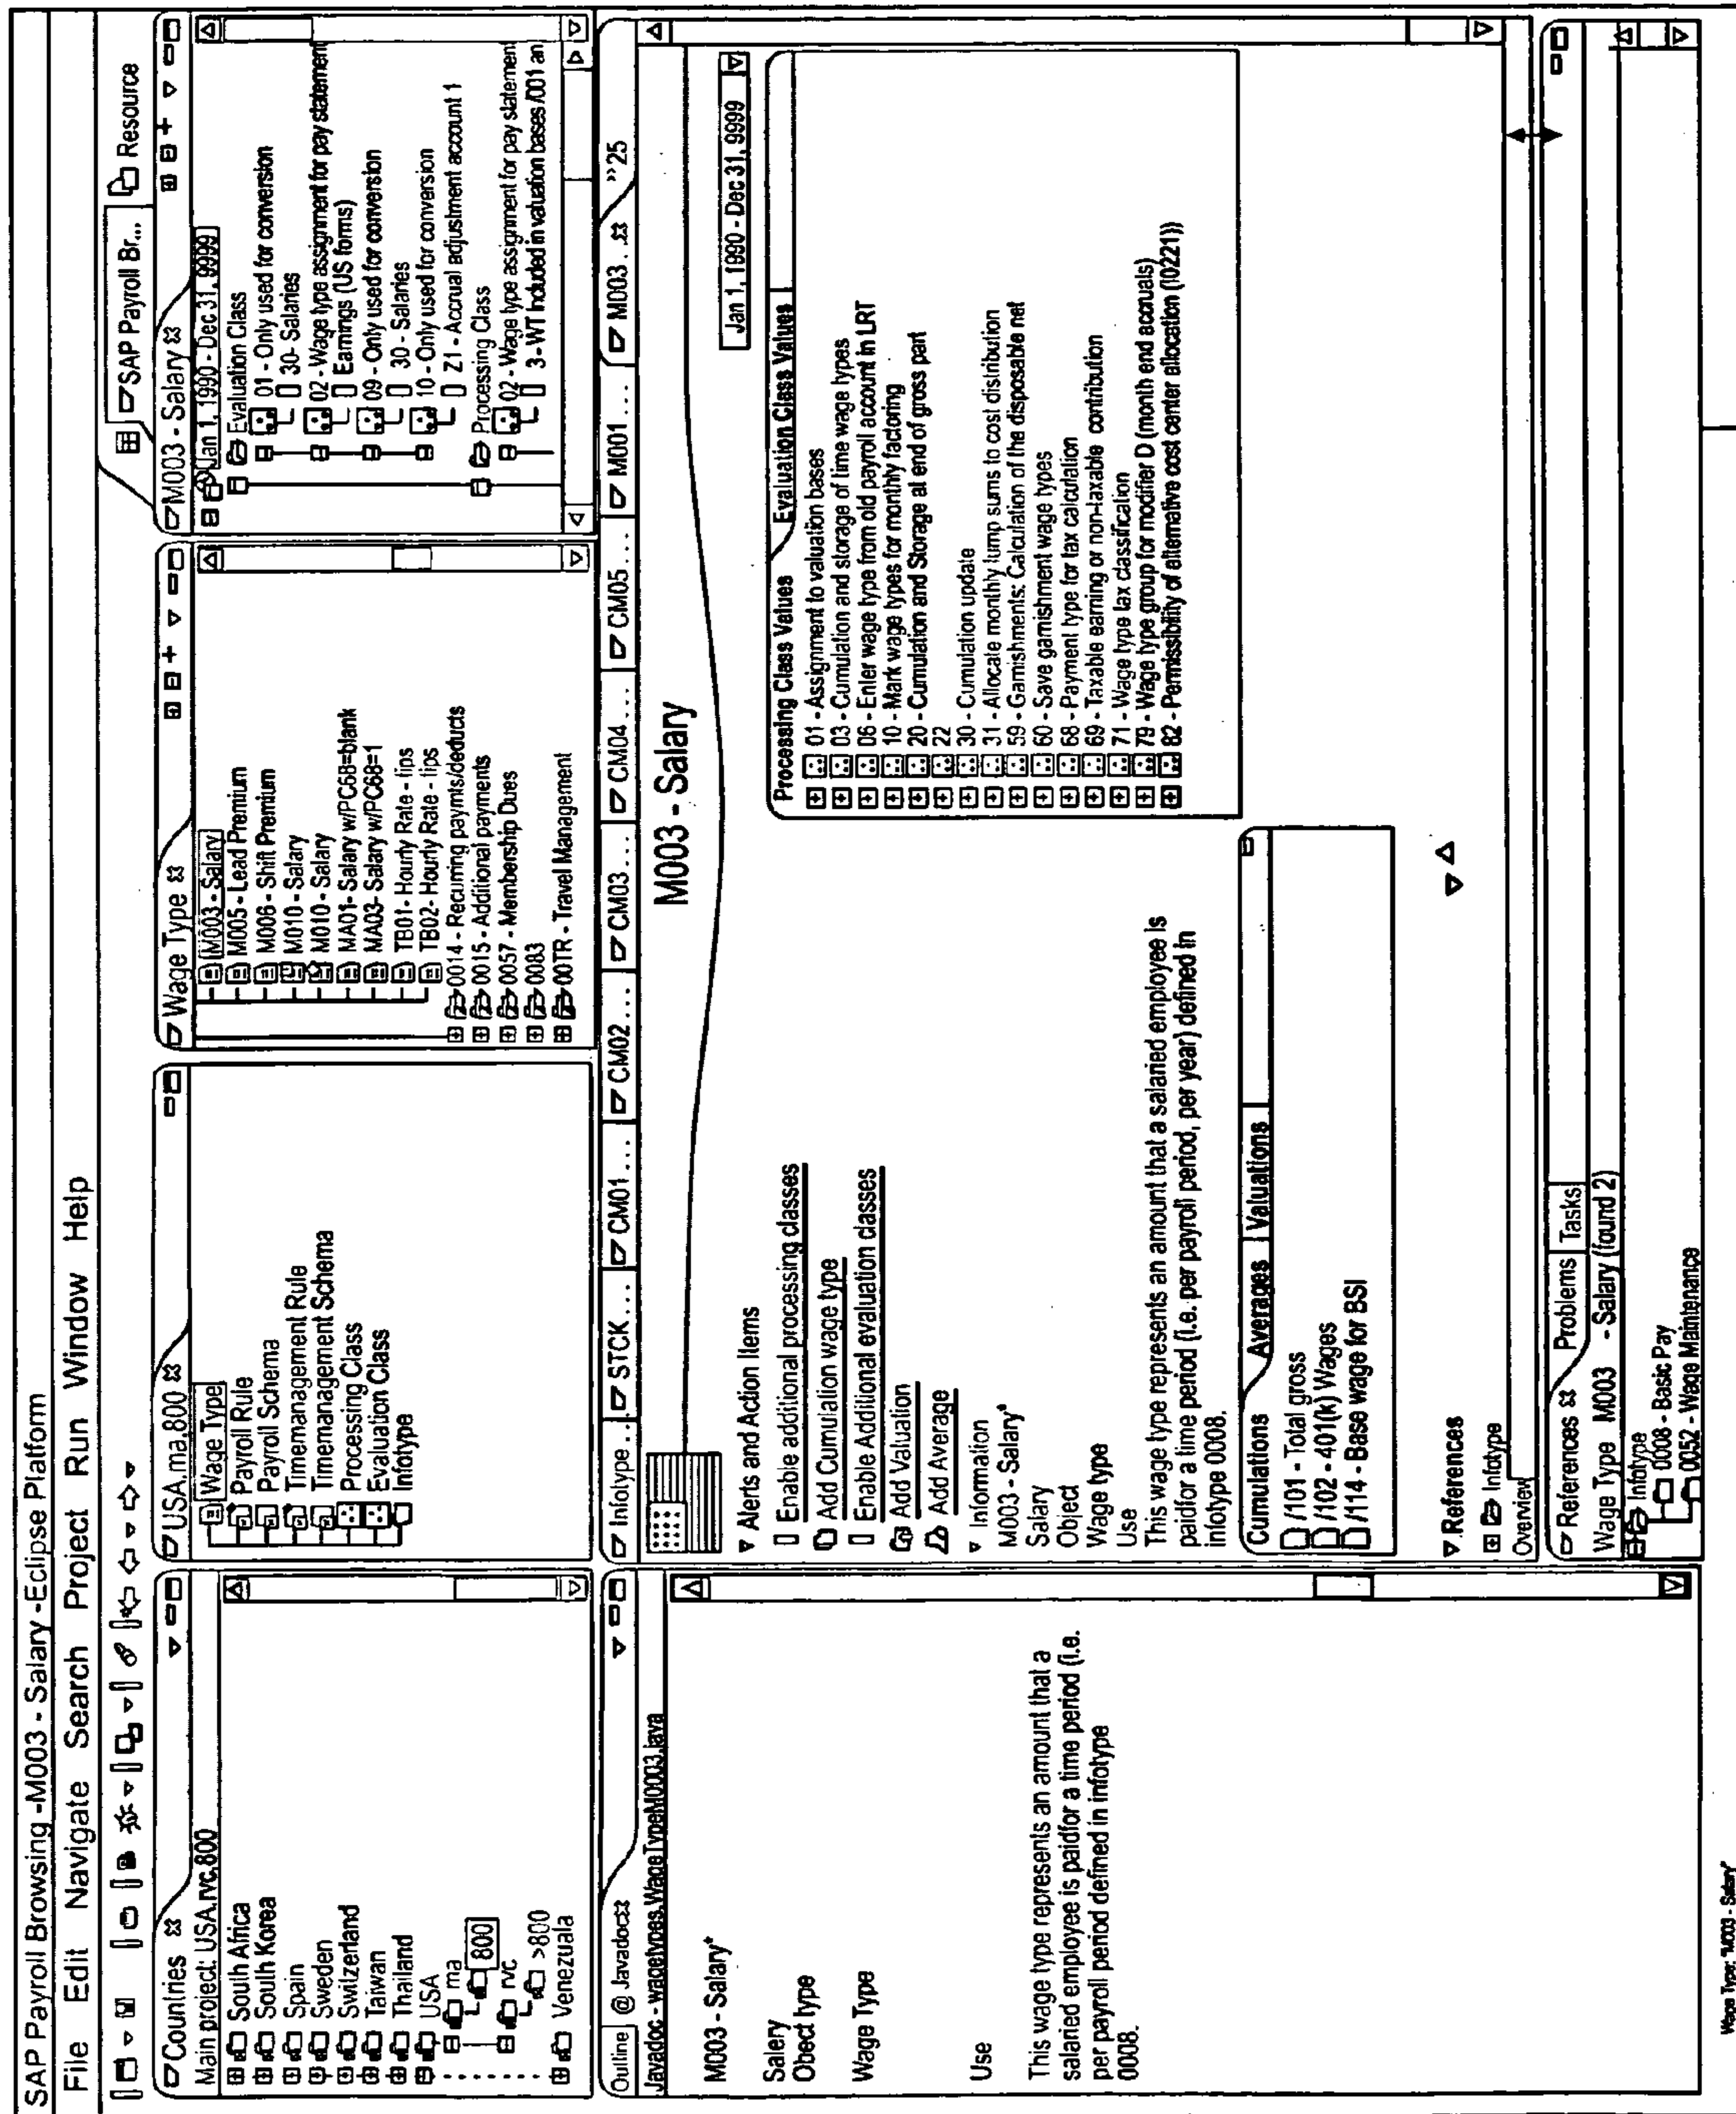 SAP Payroll Browsing -M003 - Salary -Eclipse Platform
File Edit Navigate Search Project Run Window Help
SAP Payroll Br...
Resource
Countries
Main project: USA.rvc.800
South Africa
South Korea
Spain
Sweden
Switzerland
Taiwan
Thailand
USA
ma
800
rvc
>800
Venezuala
USA.ma.800
Wage Type
Payroll Rule
Payroll Schema
Timemanagement Rule
Timemanagement Schema
Processing Class
Evaluation Class
Infotype
Wage Type
M003 - Salary
M005 - Lead Premium
M006 - Shift Premium
M010 - Salary
M010 - Salary
MA01- Salary w/PC68=blank
MA03- Salary w/PC68=1
TB01- Hourly Rate - tips
TB02- Hourly Rate - tips
0014 - Recurring paymts/deducts
0015 - Additional payments
0057 - Membership Dues
0083
00TR - Travel Management
M003 - Salary
Jan 1, 1990 - Dec 31, 9999
Evaluation Class
01 - Only used for conversion
30- Salaries
02 - Wage type assignment for pay statement
Earnings (US forms)
09 - Only used for conversion
30 - Salaries
10 - Only used for conversion
Z1 - Accrual adjustment account 1
Processing Class
02 - Wage type assignment for pay statement
3 - WT Included in valuation bases /001 an
Outline @ Javadoc
Javadoc - wagetypes.WageTypeM0003.java
M003 - Salary*
Salery
Obect type
Wage Type
Use
This wage type represents an amount that a
salaried employee is paidfor a time period (i.e.
per payroll period defined in infotype
0008.
Infotype... STCK... CM01... CM02... CM03... CM04... CM05... M001... M003... »25
M003 - Salary
Jan 1, 1990 - Dec 31, 9999
Alerts and Action Items
Enable additional processing classes
Add Cumulation wage type
Enable Additional evaluation classes
Add Valuation
Add Average
Information
M003 - Salary*
Salary
Object
Wage type
Use
This wage type represents an amount that a salaried employee is
paidfor a time period (i.e. per payroll period, per year) defined in
infotype 0008.
Cumulations Averages Valuations
/101 - Total gross
/102 - 401(k) Wages
/114 - Base wage for BSI
References
Infotype
Overview
Processing Class Values Evaluation Class Values
01 - Assignment to valuation bases
03 - Cumulation and storage of time wage types
06 - Enter wage type from old payroll account in LRT
10 - Mark wage types for monthly factoring
20 - Cumulation and Storage at end of gross part
22
30 - Cumulation update
31 - Allocate monthly lump sums to cost distribution
59 - Garnishments: Calculation of the disposable net
60 - Save garnishment wage types
68 - Payment type for tax calculation
69 - Taxable earning or non-taxable contribution
71 - Wage type tax classification
79 - Wage type group for modifier D (month end accruals)
82 - Permissibility of alternative cost center allocation (I0221))
References Problems Tasks
Wage Type M003 - Salary (found 2)
Infotype
0008 - Basic Pay
0052 - Wage Maintenance
Wage Type: "M003 - Salary"